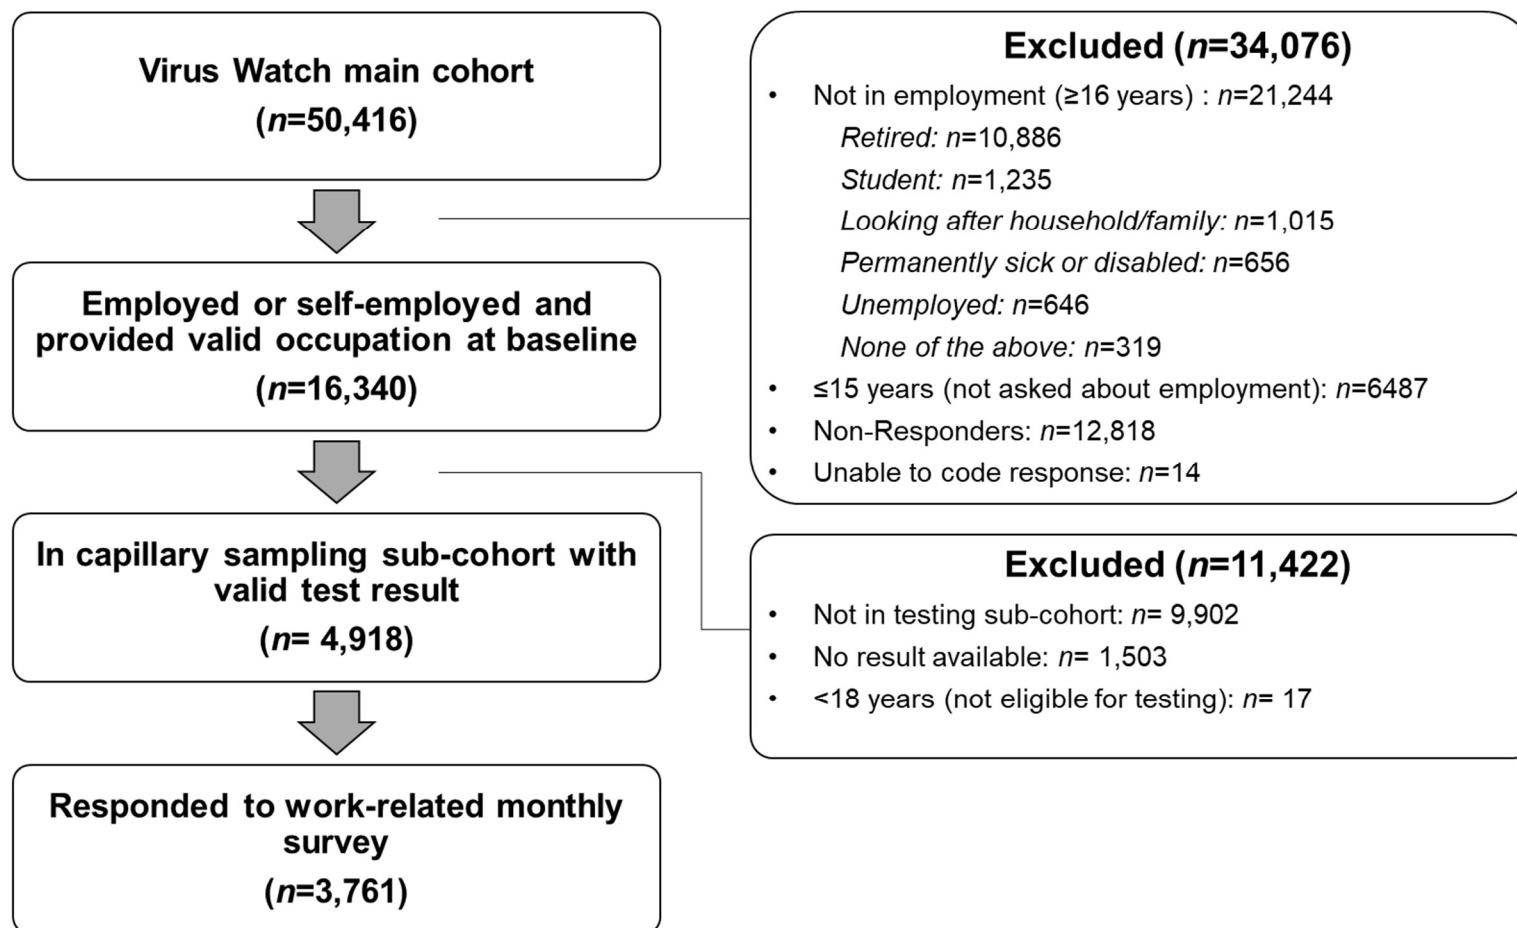 Virus Watch main cohort
(n=50,416)
Employed or self-employed and
provided valid occupation at baseline
(n=16,340)
In capillary sampling sub-cohort with
valid test result
(n= 4,918)
Responded to work-related monthly
survey
(n=3,761)
Excluded (n=34,076)
• Not in employment (≥16 years) : n=21,244
Retired: n=10,886
Student: n=1,235
Looking after household/family: n=1,015
Permanently sick or disabled: n=656
Unemployed: n=646
None of the above: n=319
• ≤15 years (not asked about employment): n=6487
• Non-Responders: n=12,818
• Unable to code response: n=14
Excluded (n=11,422)
• Not in testing sub-cohort: n= 9,902
• No result available: n= 1,503
• <18 years (not eligible for testing): n= 17